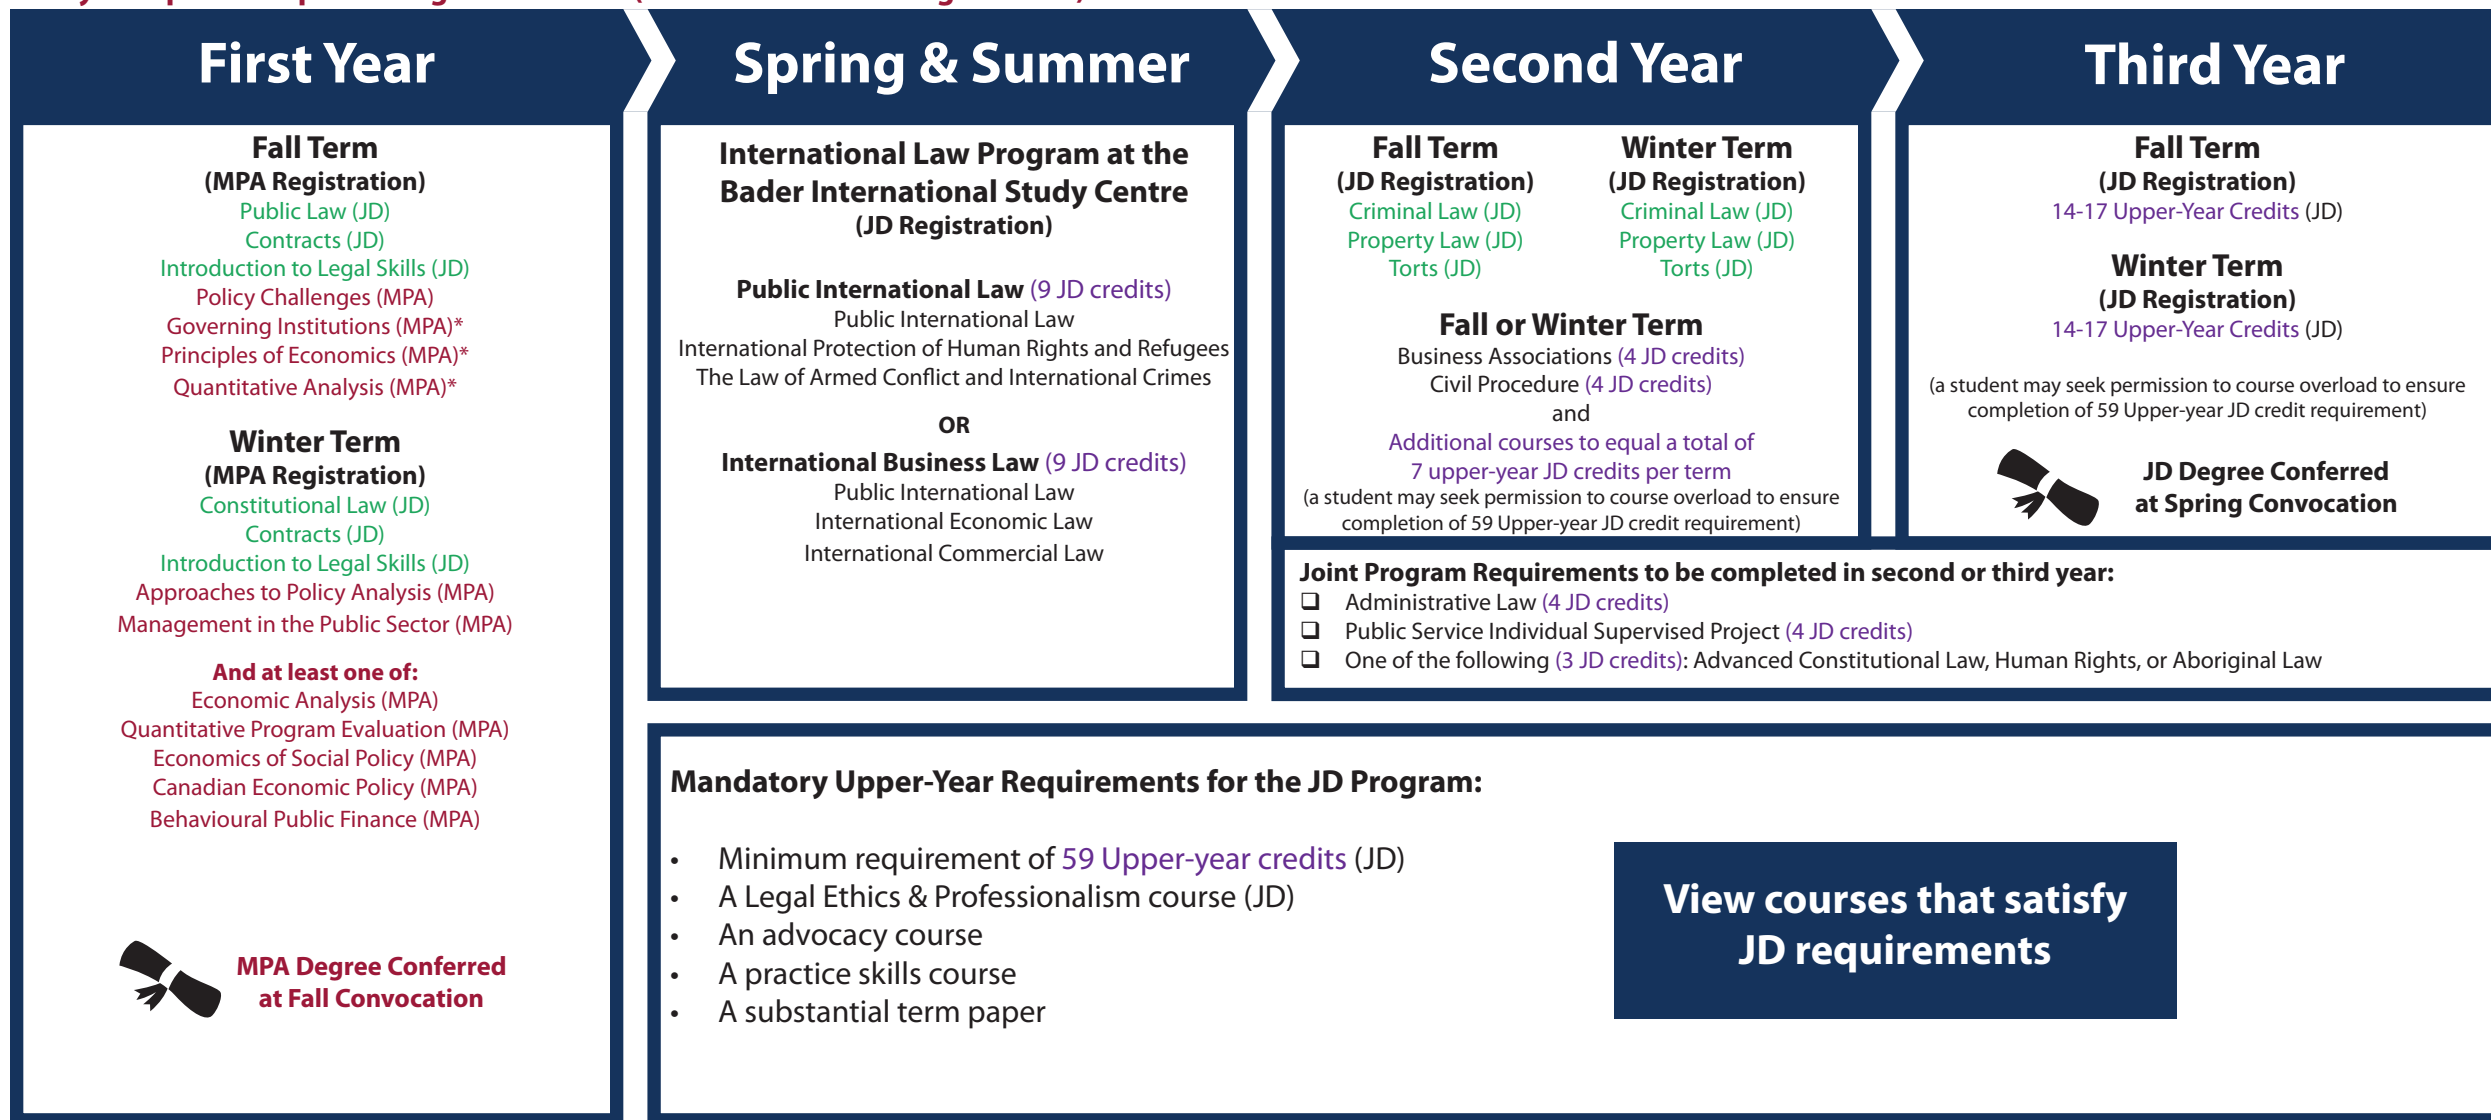 First Year
Fall Term
(MPA Registration)
Public Law (JD)
Contracts (JD)
Introduction to Legal Skills (JD)
Policy Challenges (MPA)
Governing Institutions (MPA)*
Principles of Economics (MPA)*
Quantitative Analysis (MPA)*
Winter Term
(MPA Registration)
Constitutional Law (JD)
Contracts (JD)
Introduction to Legal Skills (JD)
Approaches to Policy Analysis (MPA)
Management in the Public Sector (MPA)
And at least one of:
Economic Analysis (MPA)
Quantitative Program Evaluation (MPA)
Economics of Social Policy (MPA)
Canadian Economic Policy (MPA)
Behavioural Public Finance (MPA)
MPA Degree Conferred
at Fall Convocation
Spring & Summer
International Law Program at the
Bader International Study Centre
(JD Registration)
Public International Law (9 JD credits)
Public International Law
International Protection of Human Rights and Refugees
The Law of Armed Conflict and International Crimes
OR
International Business Law (9 JD credits)
Public International Law
International Economic Law
International Commercial Law
Second Year
Fall Term
(JD Registration)
Criminal Law (JD)
Property Law (JD)
Torts (JD)
Winter Term
(JD Registration)
Criminal Law (JD)
Property Law (JD)
Torts (JD)
Fall or Winter Term
Business Associations (4 JD credits)
Civil Procedure (4 JD credits)
and
Additional courses to equal a total of
7 upper-year JD credits per term
(a student may seek permission to course overload to ensure
completion of 59 Upper-year JD credit requirement)
Third Year
Fall Term
(JD Registration)
14-17 Upper-Year Credits (JD)
Winter Term
(JD Registration)
14-17 Upper-Year Credits (JD)
(a student may seek permission to course overload to ensure
completion of 59 Upper-year JD credit requirement)
JD Degree Conferred
at Spring Convocation
Joint Program Requirements to be completed in second or third year:
❑ Administrative Law (4 JD credits)
❑ Public Service Individual Supervised Project (4 JD credits)
❑ One of the following (3 JD credits): Advanced Constitutional Law, Human Rights, or Aboriginal Law
Mandatory Upper-Year Requirements for the JD Program:
• Minimum requirement of 59 Upper-year credits (JD)
• A Legal Ethics & Professionalism course (JD)
• An advocacy course
• A practice skills course
• A substantial term paper
View courses that satisfy
JD requirements